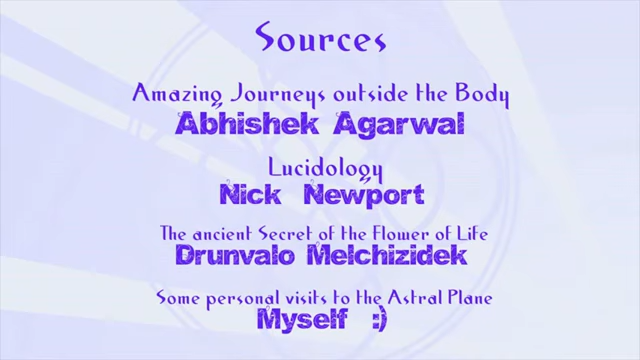 Sources
Amazing Journeys outside the Body
Abhishek Agarwal
Lucidology
Nick Newport
The ancient Secret of the Flower of Life
Drunvalo Melchizidek
Some personal visits to the Astral Plane
Myself :)